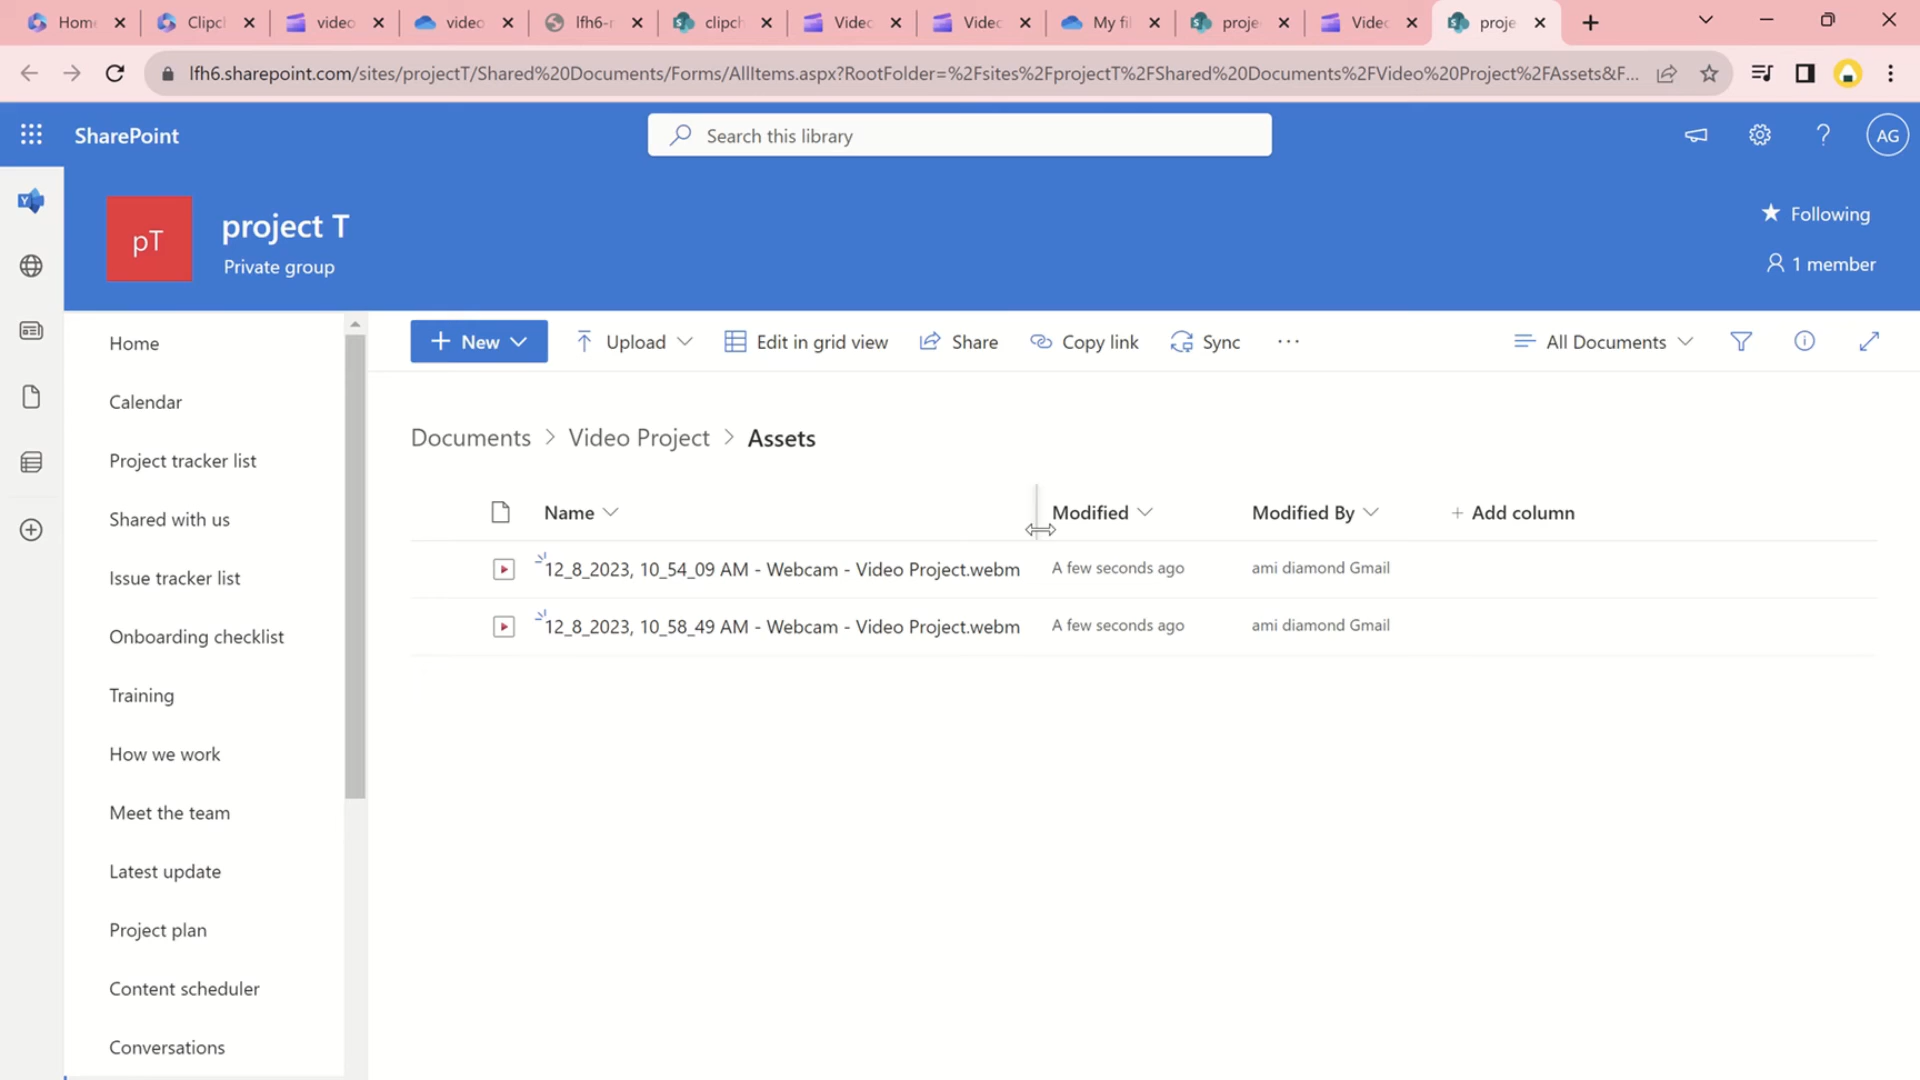 Home
Clipcl
video
video
lfh6-r
clipch
Videc
Videc
My fil
proje
Videc
proje
lfh6.sharepoint.com/sites/projectT/Shared%20Documents/Forms/AllItems.aspx?RootFolder=%2Fsites%2FprojectT%2FShared%20Documents%2FVideo%20Project%2FAssets&F...
SharePoint
Search this library
AG
pT
project T
Private group
Following
1 member
Home
Calendar
Project tracker list
Shared with us
Issue tracker list
Onboarding checklist
Training
How we work
Meet the team
Latest update
Project plan
Content scheduler
Conversations
New
Upload
Edit in grid view
Share
Copy link
Sync
...
All Documents
Documents > Video Project > Assets
Name
Modified
Modified By
+ Add column
12_8_2023, 10_54_09 AM - Webcam - Video Project.webm
A few seconds ago
ami diamond Gmail
12_8_2023, 10_58_49 AM - Webcam - Video Project.webm
A few seconds ago
ami diamond Gmail